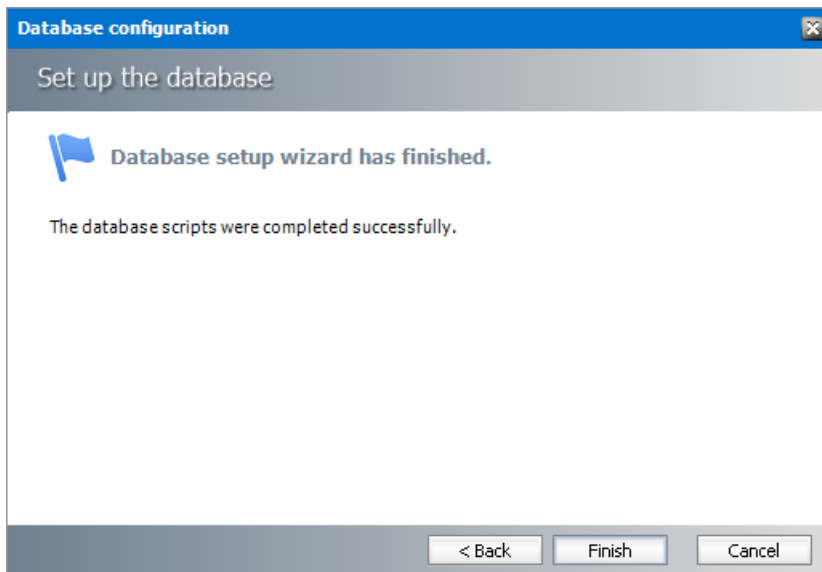 Database configuration
Set up the database
Database setup wizard has finished.
The database scripts were completed successfully.
< Back
Finish
Cancel